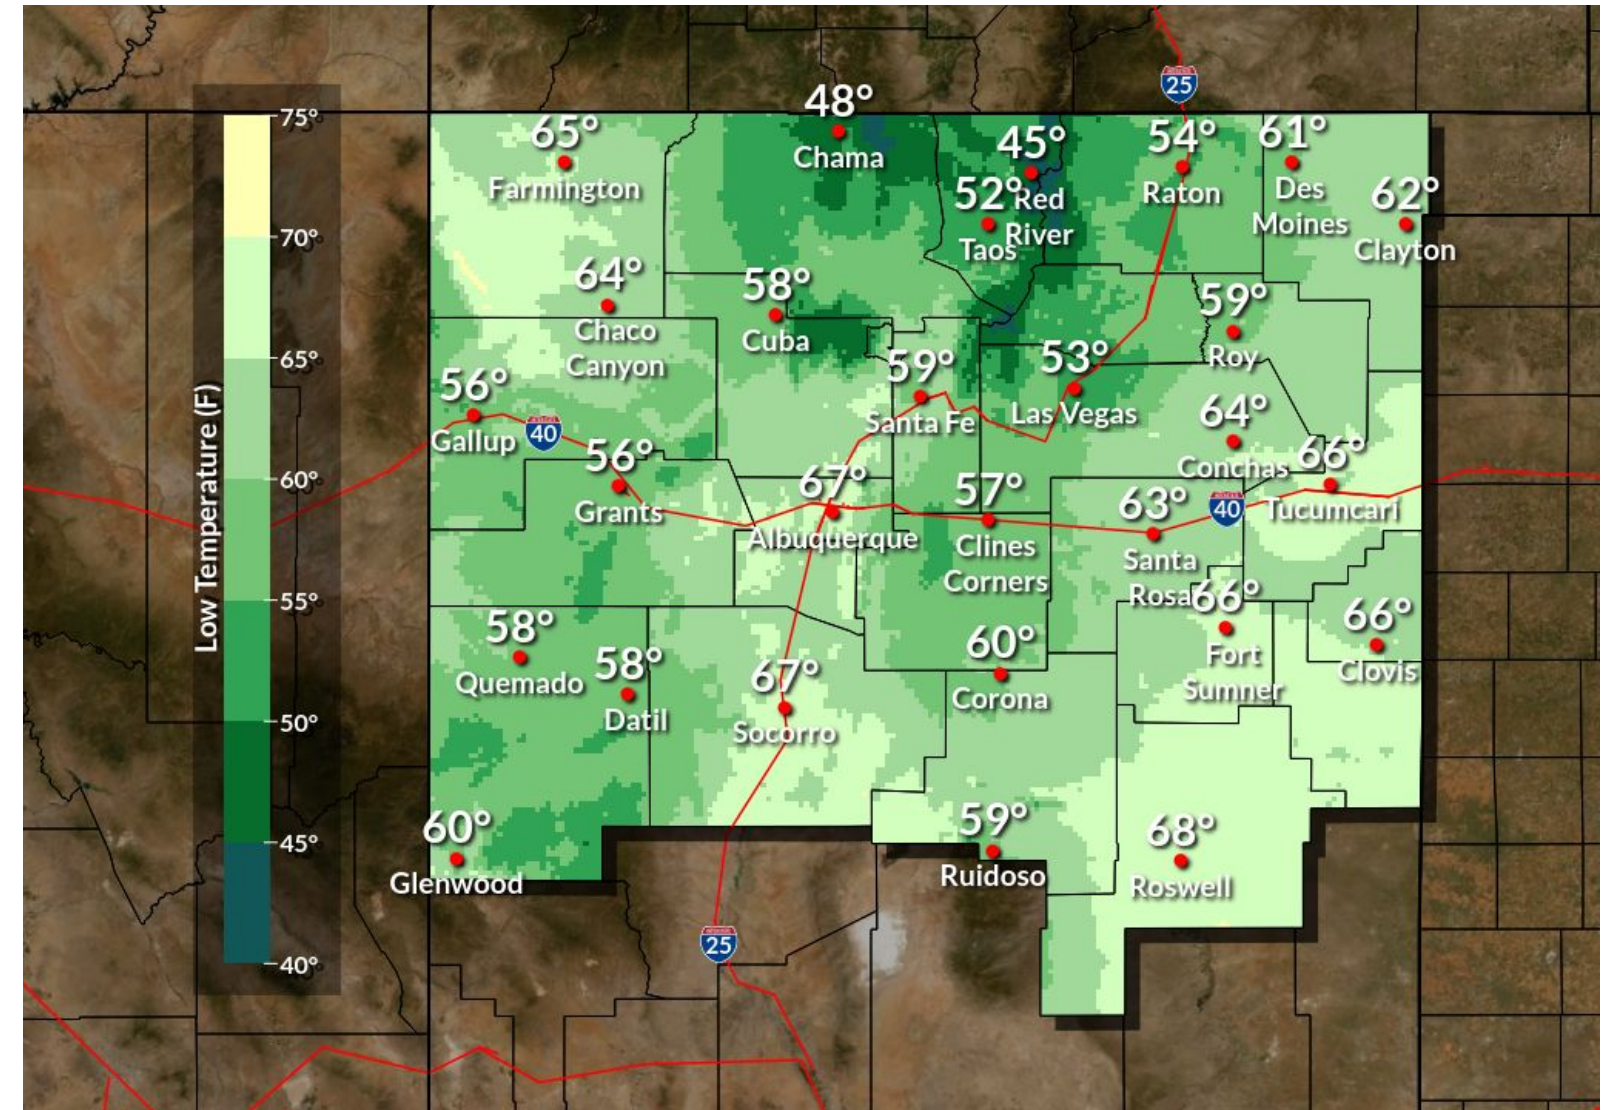 75°
70°
65°
60°
55°
50°
45°
40°
Low Temperature (F)
25
48°
Chama
65°
Farmington
45°
Red
River
54°
Raton
61°
Des
Moines
52°
Taos
62°
Clayton
64°
Chaco
Canyon
58°
Cuba
59°
Roy
56°
Gallup
40
59°
Santa Fe
53°
Las Vegas
64°
Conchas
56°
Grants
67°
Albuquerque
57°
Clines
Corners
63°
Santa
Rosa
40
66°
Tucumcari
58°
Quemado
58°
Datil
67°
Socorro
60°
Corona
66°
Fort
Sumner
66°
Clovis
60°
Glenwood
59°
Ruidoso
68°
Roswell
25